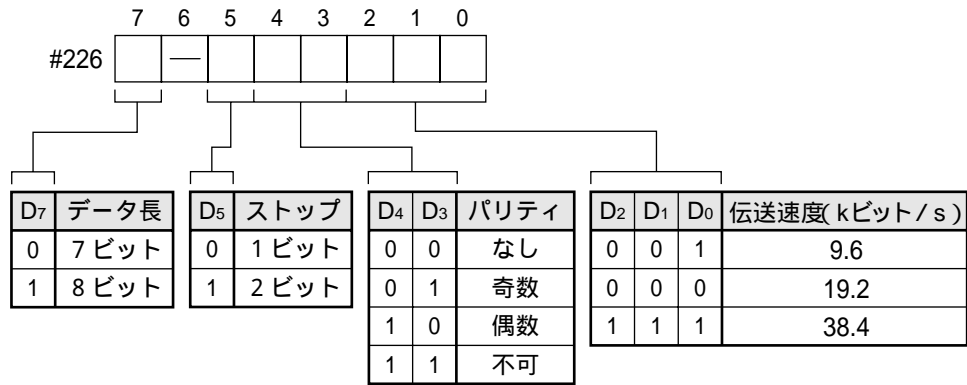 7 6 5 4 3 2 1 0
#226 —
D7 データ長
0 7ビット
1 8ビット
D5 ストップ
0 1ビット
1 2ビット
D4 D3 パリティ
0 0 なし
0 1 奇数
1 0 偶数
1 1 不可
D2 D1 D0 伝送速度(kビット/s)
0 0 1 9.6
0 0 0 19.2
1 1 1 38.4